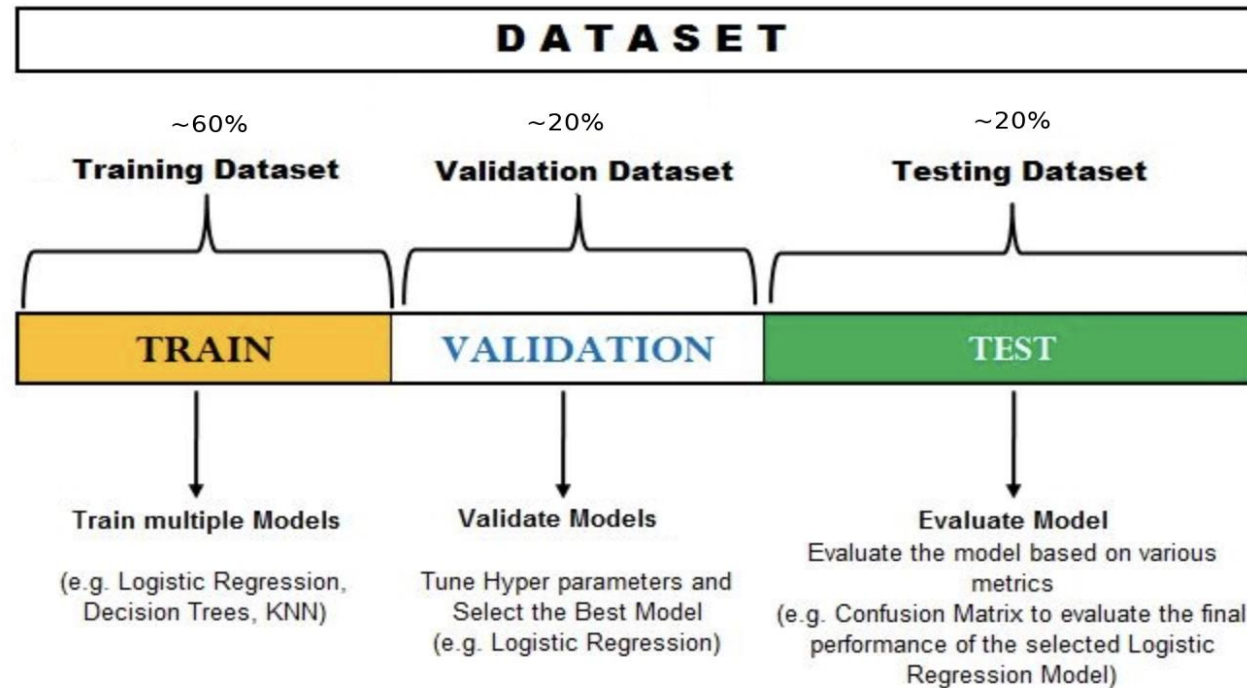 DATASET
~60%
~20%
~20%
Training Dataset
Validation Dataset
Testing Dataset
TRAIN
VALIDATION
TEST
Train multiple Models
(e.g. Logistic Regression,
Decision Trees, KNN)
Validate Models
Tune Hyper parameters and
Select the Best Model
(e.g. Logistic Regression)
Evaluate Model
Evaluate the model based on various
metrics
(e.g. Confusion Matrix to evaluate the final
performance of the selected Logistic
Regression Model)